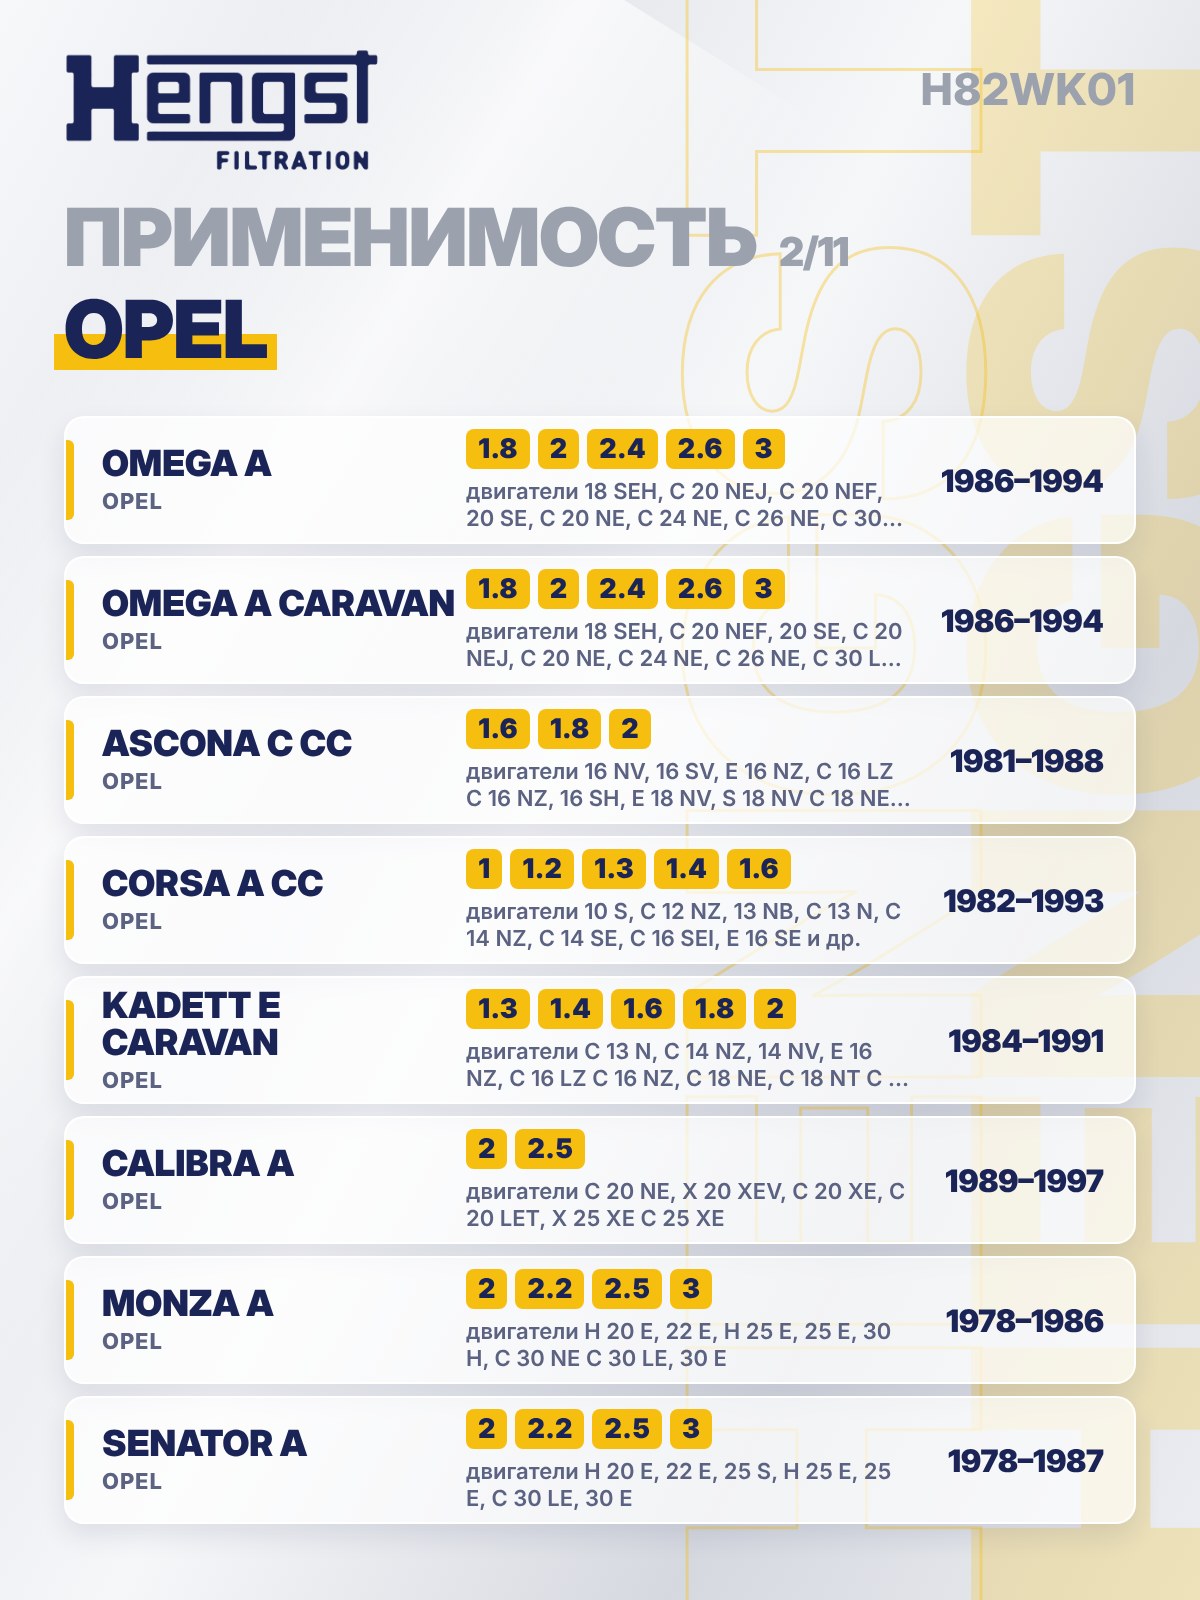 Hengst
FILTRATION
H82WK01
ПРИМЕНИМОСТЬ 2/11
OPEL
OMEGA A
OPEL
1.8 2 2.4 2.6 3
двигатели 18 SEH, C 20 NEJ, C 20 NEF,
20 SE, C 20 NE, C 24 NE, C 26 NE, C 30...
1986–1994
OMEGA A CARAVAN
OPEL
1.8 2 2.4 2.6 3
двигатели 18 SEH, C 20 NEF, 20 SE, C 20
NEJ, C 20 NE, C 24 NE, C 26 NE, C 30 L...
1986–1994
ASCONA C CC
OPEL
1.6 1.8 2
двигатели 16 NV, 16 SV, E 16 NZ, C 16 LZ
C 16 NZ, 16 SH, E 18 NV, S 18 NV C 18 NE...
1981–1988
CORSA A CC
OPEL
1 1.2 1.3 1.4 1.6
двигатели 10 S, C 12 NZ, 13 NB, C 13 N, C
14 NZ, C 14 SE, C 16 SEI, E 16 SE и др.
1982–1993
KADETT E
CARAVAN
OPEL
1.3 1.4 1.6 1.8 2
двигатели C 13 N, C 14 NZ, 14 NV, E 16
NZ, C 16 LZ C 16 NZ, C 18 NE, C 18 NT C ...
1984–1991
CALIBRA A
OPEL
2 2.5
двигатели C 20 NE, X 20 XEV, C 20 XE, C
20 LET, X 25 XE C 25 XE
1989–1997
MONZA A
OPEL
2 2.2 2.5 3
двигатели H 20 E, 22 E, H 25 E, 25 E, 30
H, C 30 NE C 30 LE, 30 E
1978–1986
SENATOR A
OPEL
2 2.2 2.5 3
двигатели H 20 E, 22 E, 25 S, H 25 E, 25
E, C 30 LE, 30 E
1978–1987
HENGST
HENGST